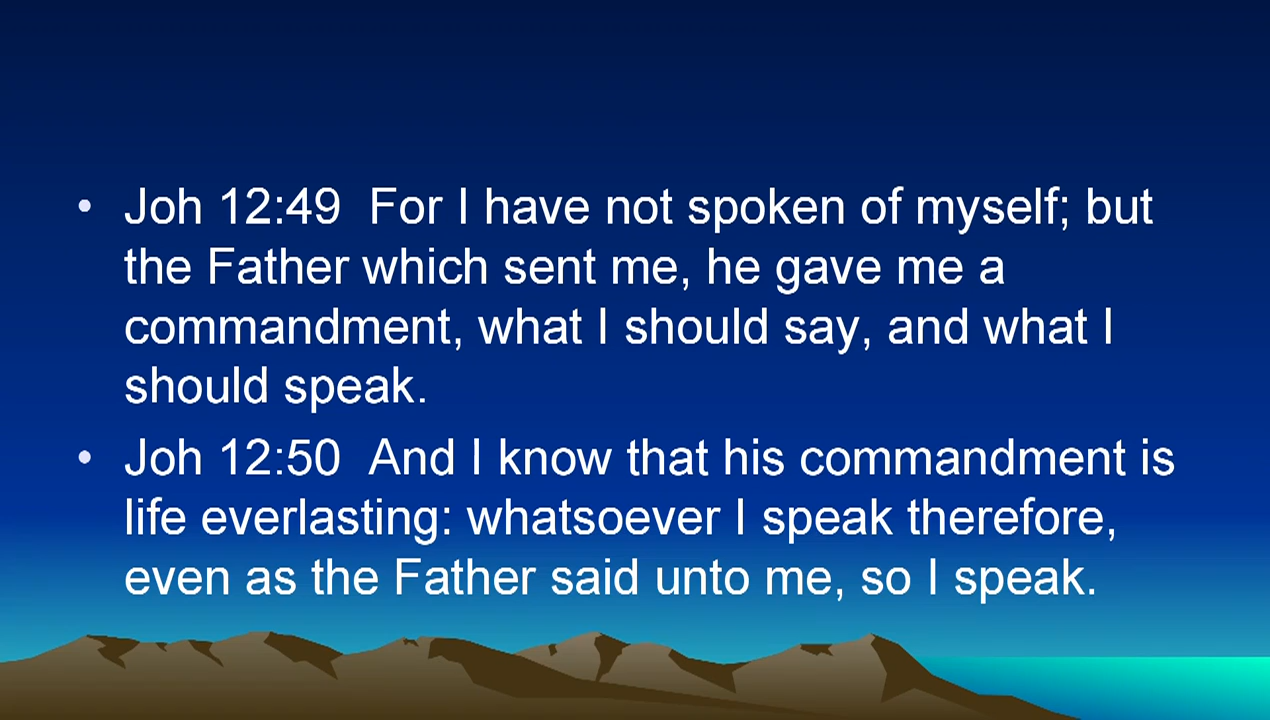 • Joh 12:49  For I have not spoken of myself; but
the Father which sent me, he gave me a
commandment, what I should say, and what I
should speak.
• Joh 12:50  And I know that his commandment is
life everlasting: whatsoever I speak therefore,
even as the Father said unto me, so I speak.